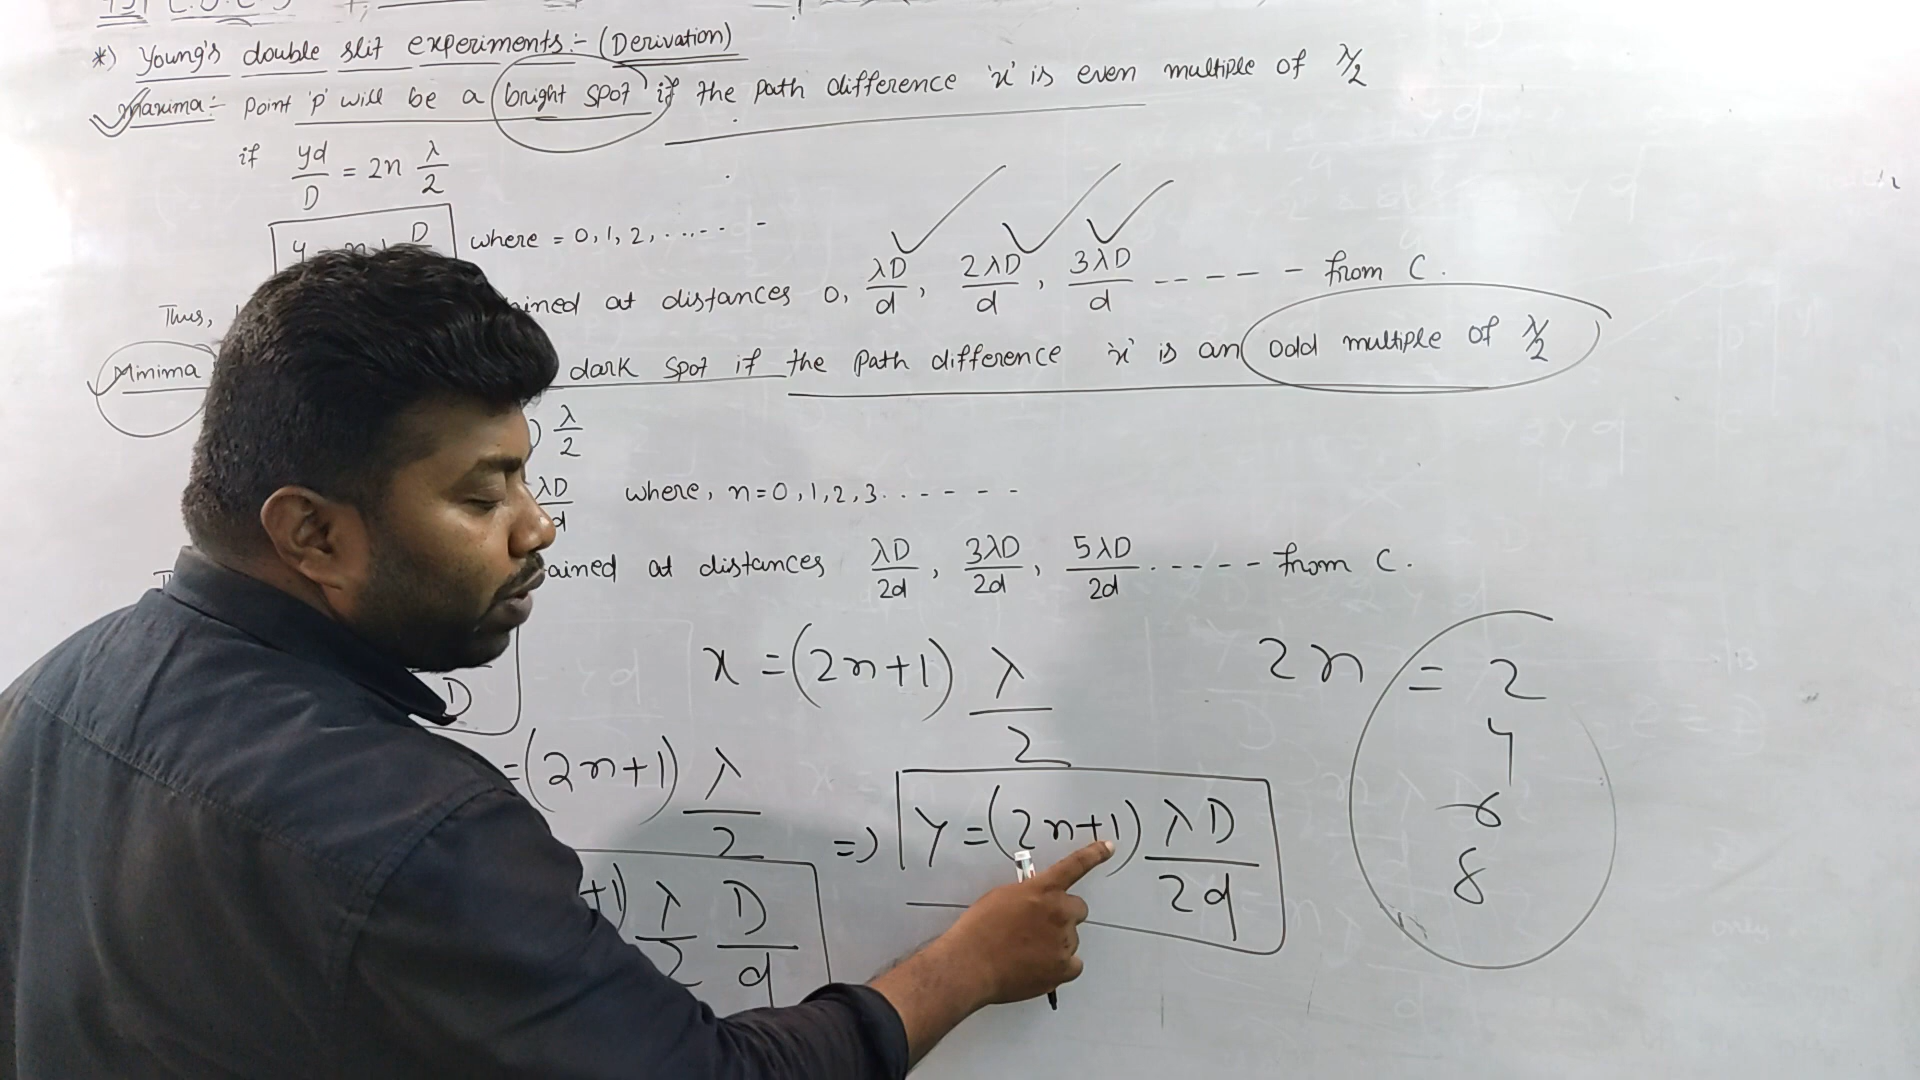 *) Young's double slit experiments:- (Derivation)
Maxima:- Point 'P' will be a bright spot if the path difference 'x' is even multiple of λ/2
if yd/D = 2n λ/2
y = nλ D where = 0, 1, 2, ........
Thus, ained at distances 0, λD/d, 2λD/d, 3λD/d ------ from C.
Minima dark spot if the path difference 'x' is an odd multiple of λ/2
) λ/2
λD/d where, n=0, 1, 2, 3. . - - - -
ained at distances λD/2d, 3λD/2d, 5λD/2d ...... from C.
D
x = (2n+1) λ/2
2n = 2
4
6
8
= (2n+1) λ/2
=> y = (2n+1) λD/2d
+1) λ/2 D/d